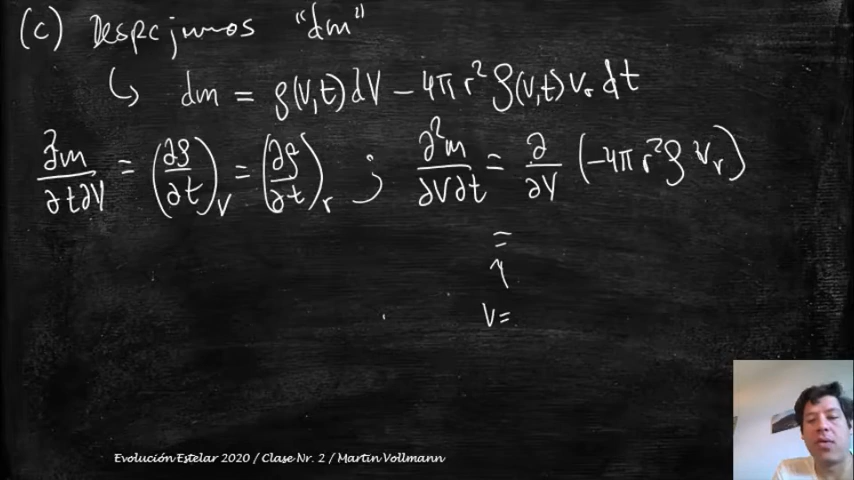 (c) Despejamos "dm"
↳ dm = ρ(V,t) dV − 4π r² ρ(V,t) vᵣ dt
∂²m/∂t∂V = (∂ρ/∂t)_V = (∂ρ/∂t)_r ; ∂²m/∂V∂t = ∂/∂V (−4π r² ρ vᵣ)
=
↑
V=
Evolución Estelar 2020 / Clase Nr. 2 / Martin Vollmann